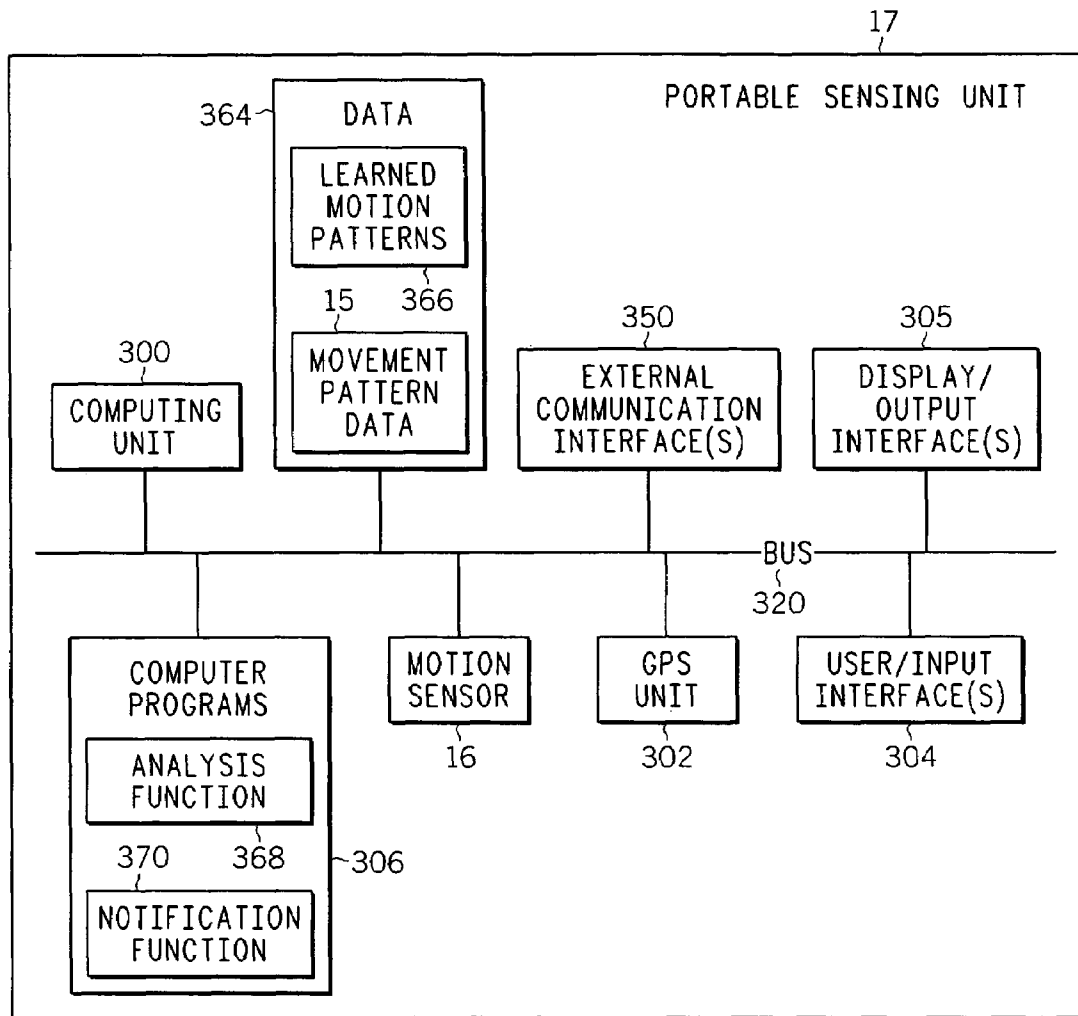 17
PORTABLE SENSING UNIT
364
DATA
LEARNED
MOTION
PATTERNS
366
15
MOVEMENT
PATTERN
DATA
300
COMPUTING
UNIT
350
EXTERNAL
COMMUNICATION
INTERFACE(S)
305
DISPLAY/
OUTPUT
INTERFACE(S)
BUS
320
COMPUTER
PROGRAMS
ANALYSIS
FUNCTION
368
370
NOTIFICATION
FUNCTION
306
MOTION
SENSOR
16
GPS
UNIT
302
USER/INPUT
INTERFACE(S)
304